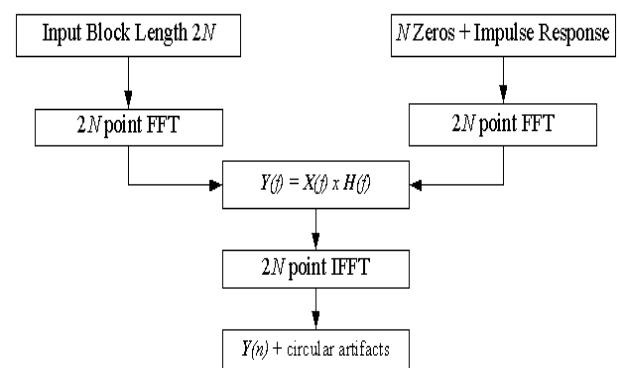 Input Block Length 2N
N Zeros + Impulse Response
2N point FFT
2N point FFT
Y(f) = X(f) x H(f)
2N point IFFT
Y(n) + circular artifacts